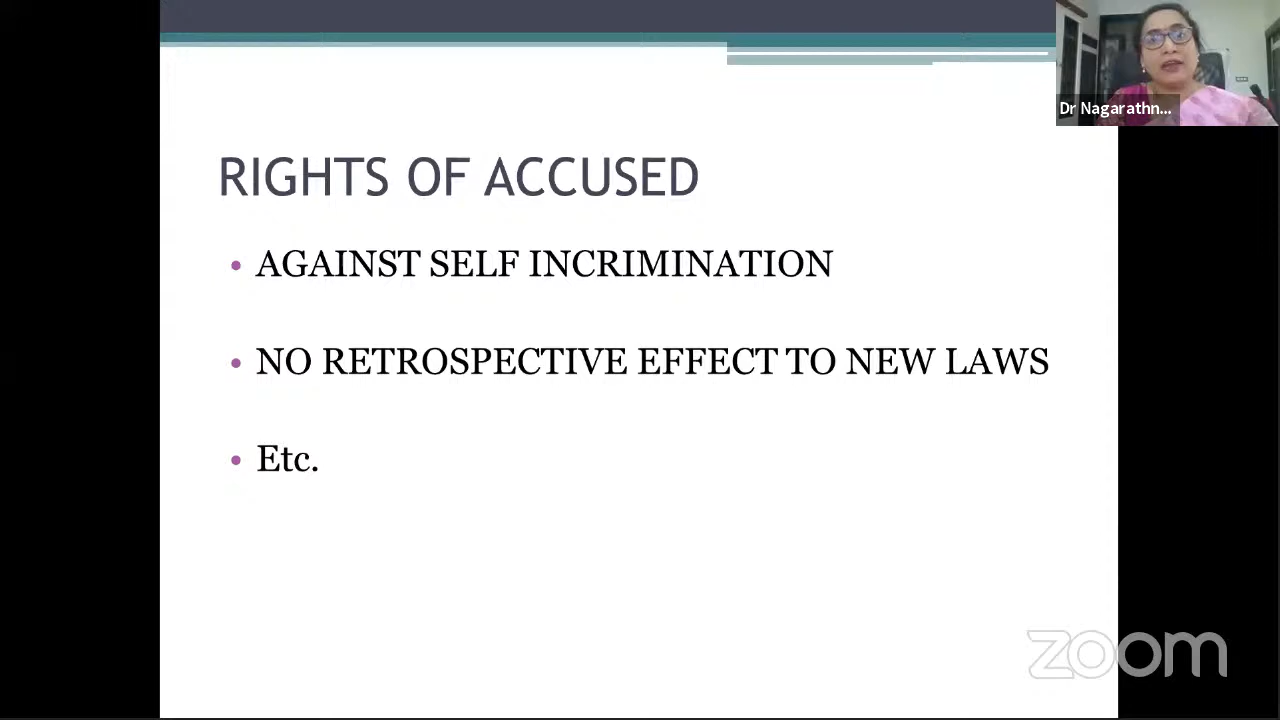 Dr Nagarathn...
RIGHTS OF ACCUSED
• AGAINST SELF INCRIMINATION
• NO RETROSPECTIVE EFFECT TO NEW LAWS
• Etc.
zoom